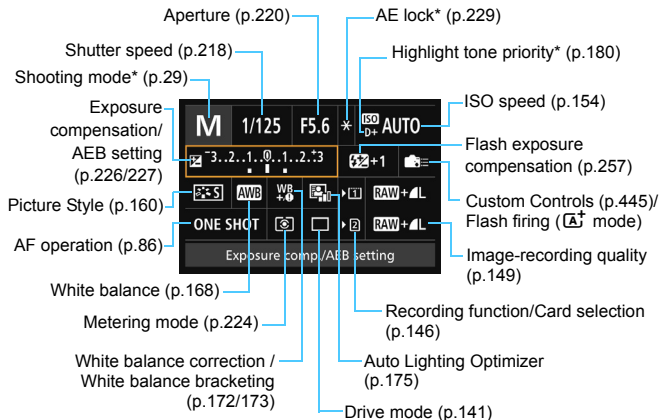 Aperture (p.220)
AE lock* (p.229)
Shutter speed (p.218)
Highlight tone priority* (p.180)
Shooting mode* (p.29)
ISO speed (p.154)
Exposure
compensation/
AEB setting
(p.226/227)
M 1/125 F5.6 * ISO D+ AUTO
-3..2..1..0..1..2..+3 +1
Flash exposure
compensation (p.257)
S AWB WB +/- 1 RAW+L
Picture Style (p.160)
Custom Controls (p.445)/
Flash firing (A+ mode)
ONE SHOT 2 RAW+L
AF operation (p.86)
Image-recording quality
(p.149)
Exposure comp./AEB setting
White balance (p.168)
Recording function/Card selection
(p.146)
Metering mode (p.224)
White balance correction /
White balance bracketing
(p.172/173)
Auto Lighting Optimizer
(p.175)
Drive mode (p.141)